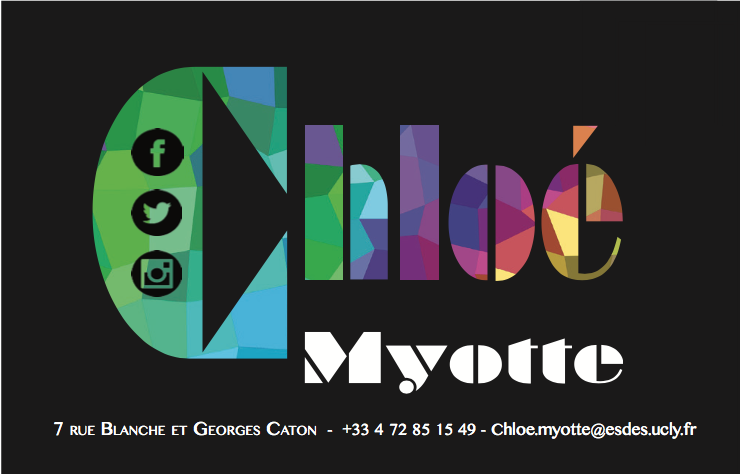 Chloé
Myotte
7 rue Blanche et Georges Caton - +33 4 72 85 15 49 - Chloe.myotte@esdes.ucly.fr